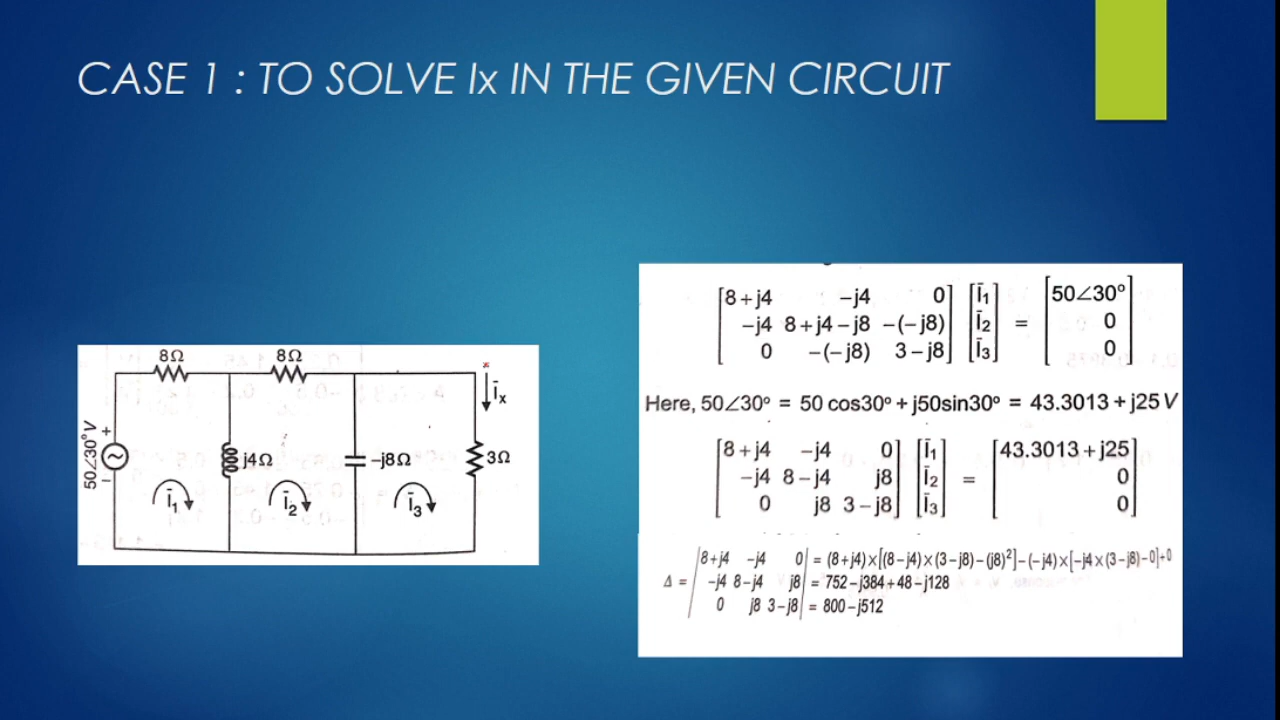 CASE 1 : TO SOLVE Ix IN THE GIVEN CIRCUIT
8Ω 8Ω
Īx
50∠30° V + −
j4Ω −j8Ω 3Ω
Ī1 Ī2 Ī3
[8+j4 −j4 0] [Ī1] [50∠30°]
[−j4 8+j4−j8 −(−j8)] [Ī2] = [0]
[0 −(−j8) 3−j8] [Ī3] [0]
Here, 50∠30° = 50 cos30° + j50sin30° = 43.3013 + j25 V
[8+j4 −j4 0] [Ī1] [43.3013+j25]
[−j4 8−j4 j8] [Ī2] = [0]
[0 j8 3−j8] [Ī3] [0]
|8+j4 −j4 0| = (8+j4)×[(8−j4)×(3−j8)−(j8)²]−(−j4)×[−j4×(3−j8)−0]+0
Δ = |−j4 8−j4 j8| = 752−j384+48−j128
|0 j8 3−j8| = 800−j512